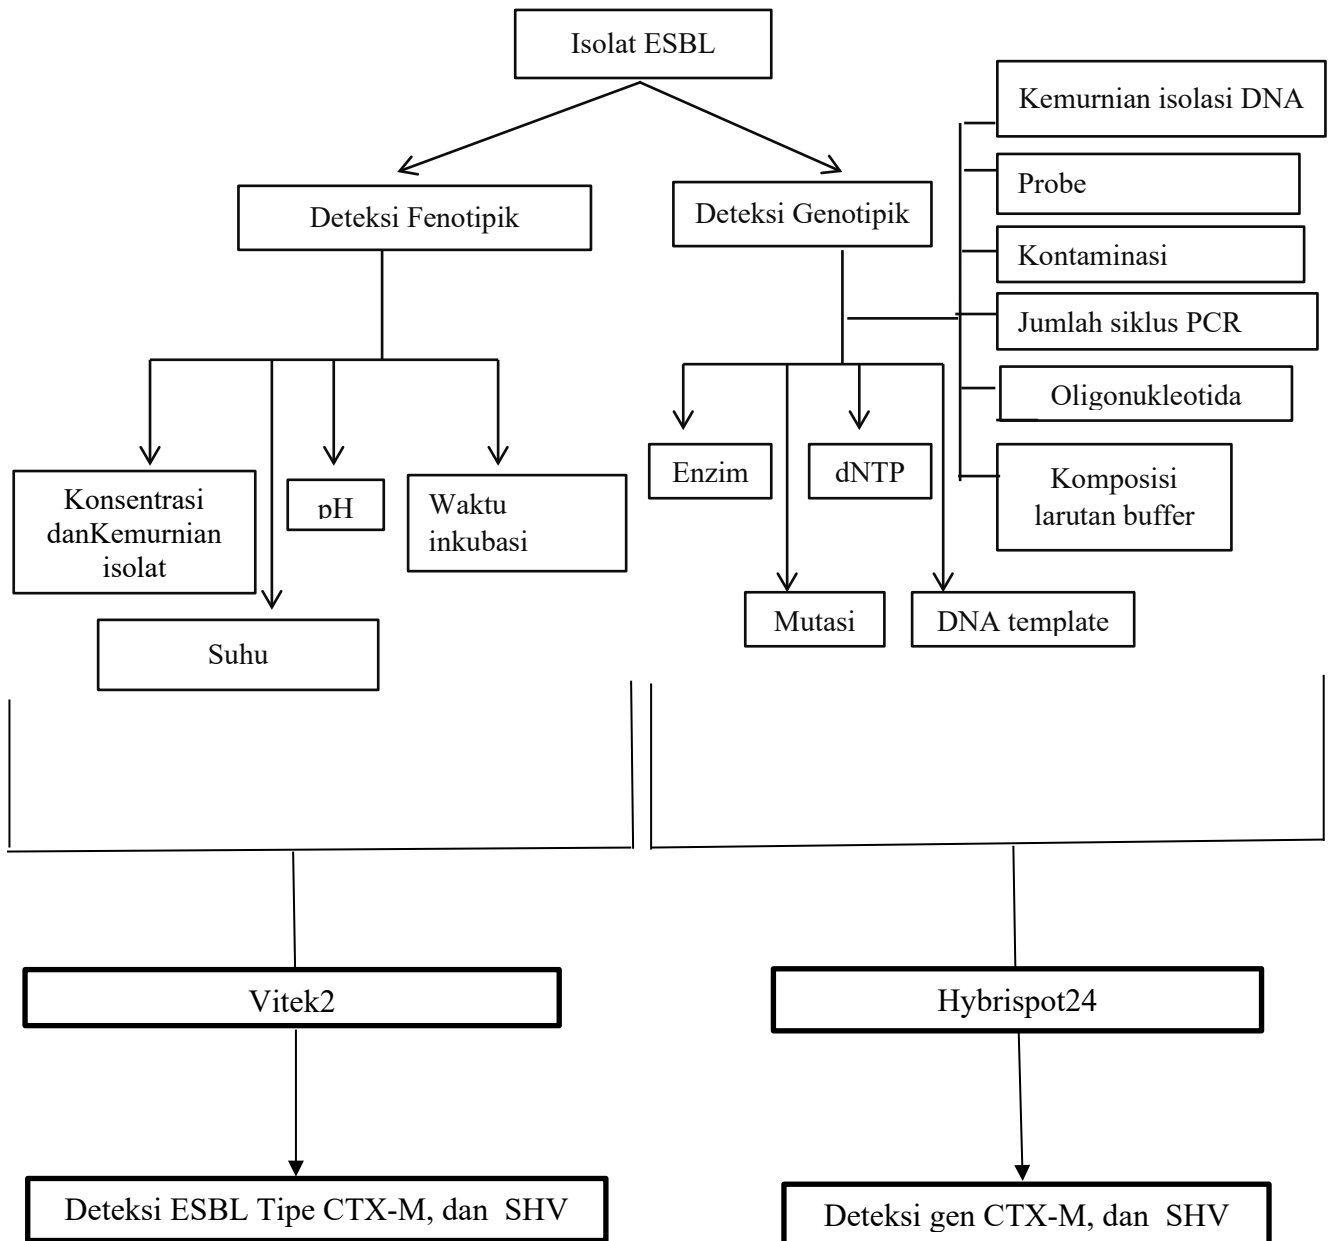 Isolat ESBL
Kemurnian isolasi DNA
Probe
Deteksi Fenotipik
Deteksi Genotipik
Kontaminasi
Jumlah siklus PCR
Oligonukleotida
Enzim
dNTP
Komposisi
larutan buffer
Konsentrasi
danKemurnian
isolat
pH
Waktu
inkubasi
Mutasi
DNA template
Suhu
Vitek2
Hybrispot24
Deteksi ESBL Tipe CTX-M, dan  SHV
Deteksi gen CTX-M, dan  SHV